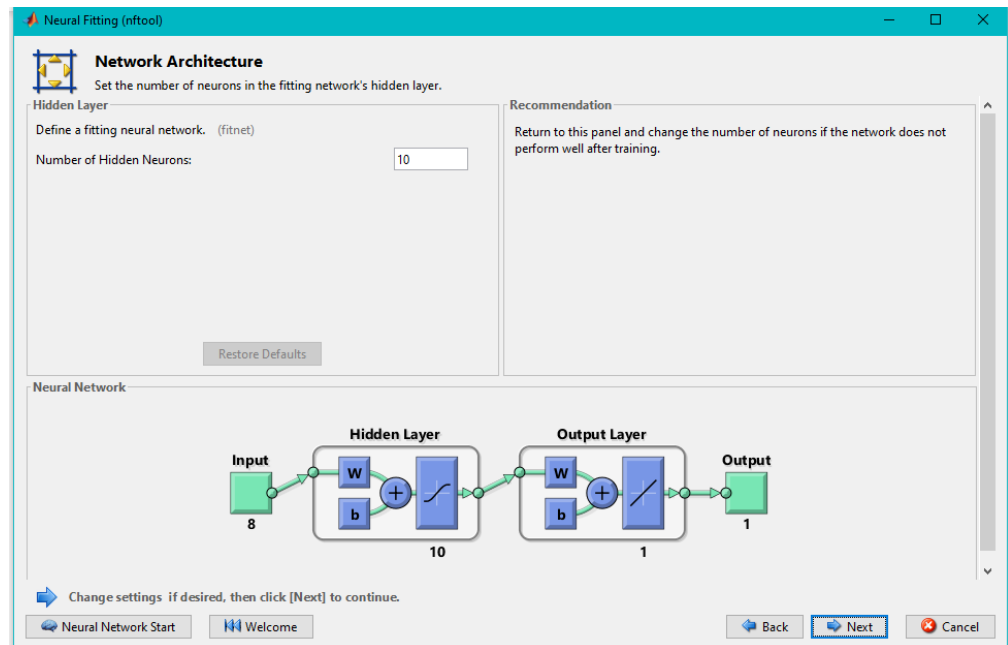 Neural Fitting (nftool)
Network Architecture
Set the number of neurons in the fitting network's hidden layer.
Hidden Layer
Define a fitting neural network. (fitnet)
Number of Hidden Neurons: 10
Restore Defaults
Recommendation
Return to this panel and change the number of neurons if the network does not
perform well after training.
Neural Network
Hidden Layer
Output Layer
Input
Output
W
W
b
b
8
10
1
1
Change settings if desired, then click [Next] to continue.
Neural Network Start
Welcome
Back
Next
Cancel